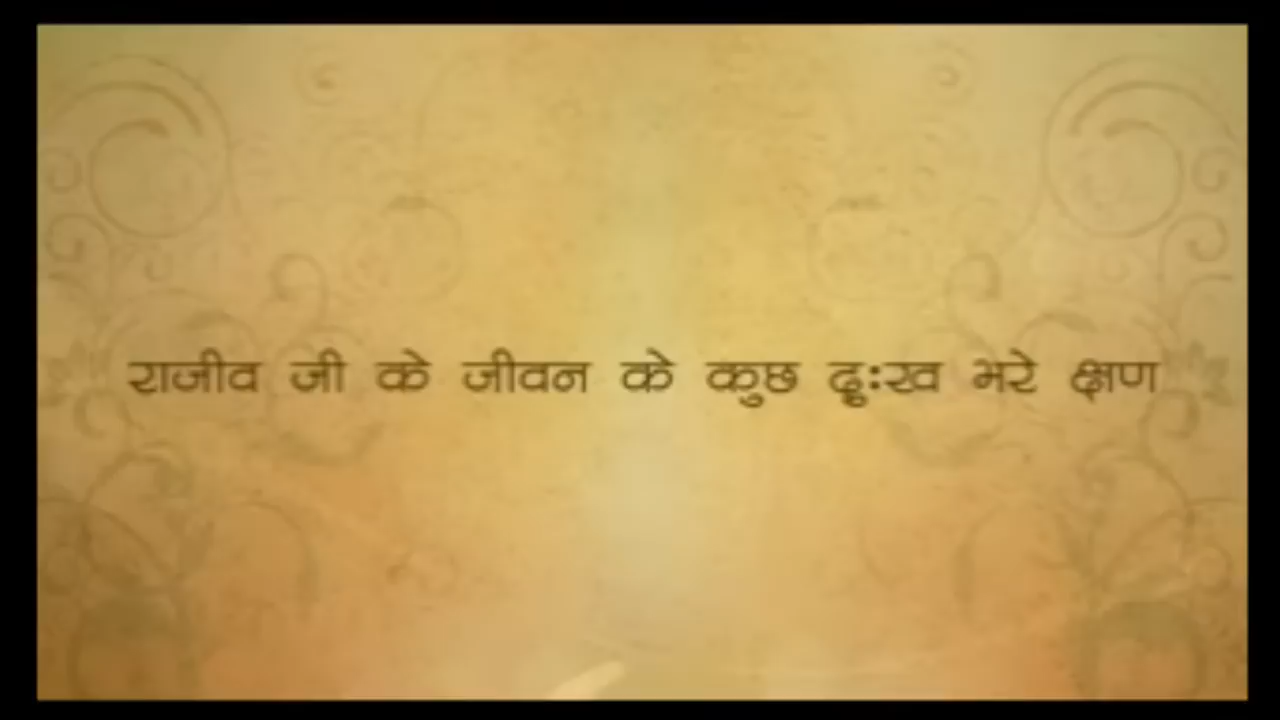 राजीव जी के जीवन के कुछ दुःख भरे क्षण